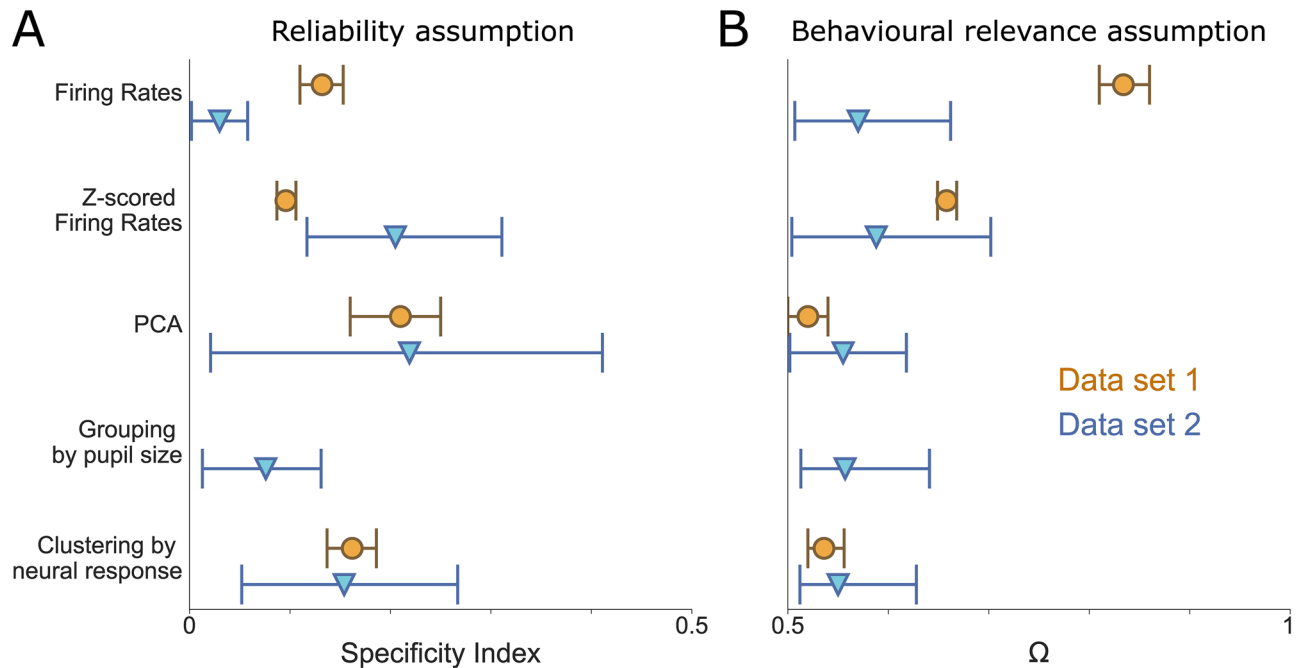 A
Reliability assumption
B
Behavioural relevance assumption
Firing Rates
Z-scored
Firing Rates
PCA
Grouping
by pupil size
Clustering by
neural response
Data set 1
Data set 2
0
0.5
0.5
1
Specificity Index
Ω